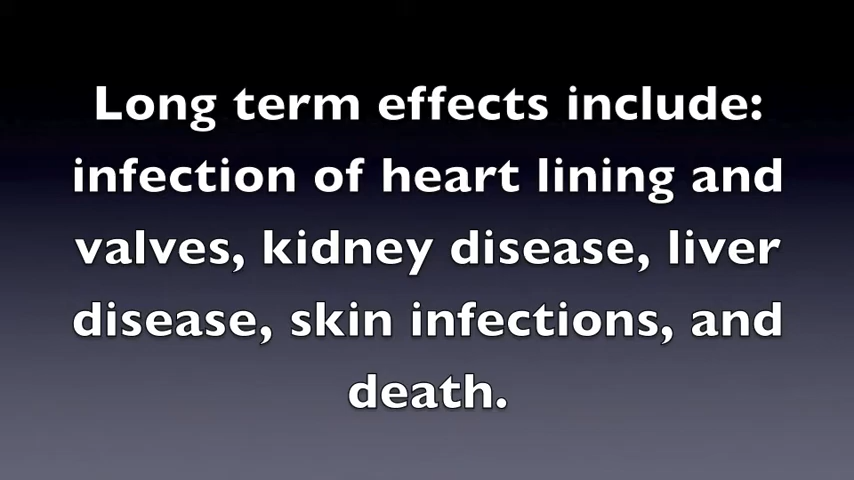 Long term effects include:
infection of heart lining and
valves, kidney disease, liver
disease, skin infections, and
death.